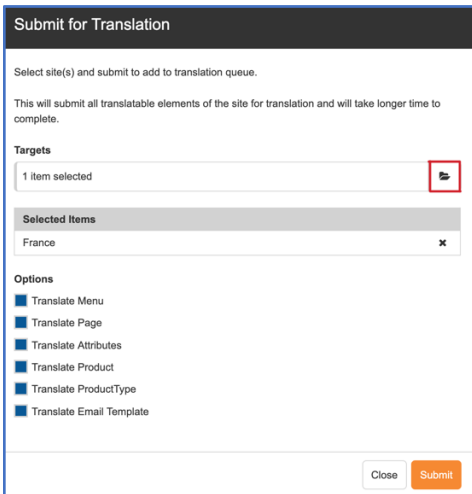 Submit for Translation
Select site(s) and submit to add to translation queue.
This will submit all translatable elements of the site for translation and will take longer time to
complete.
Targets
1 item selected
Selected Items
France
Options
Translate Menu
Translate Page
Translate Attributes
Translate Product
Translate ProductType
Translate Email Template
Close Submit